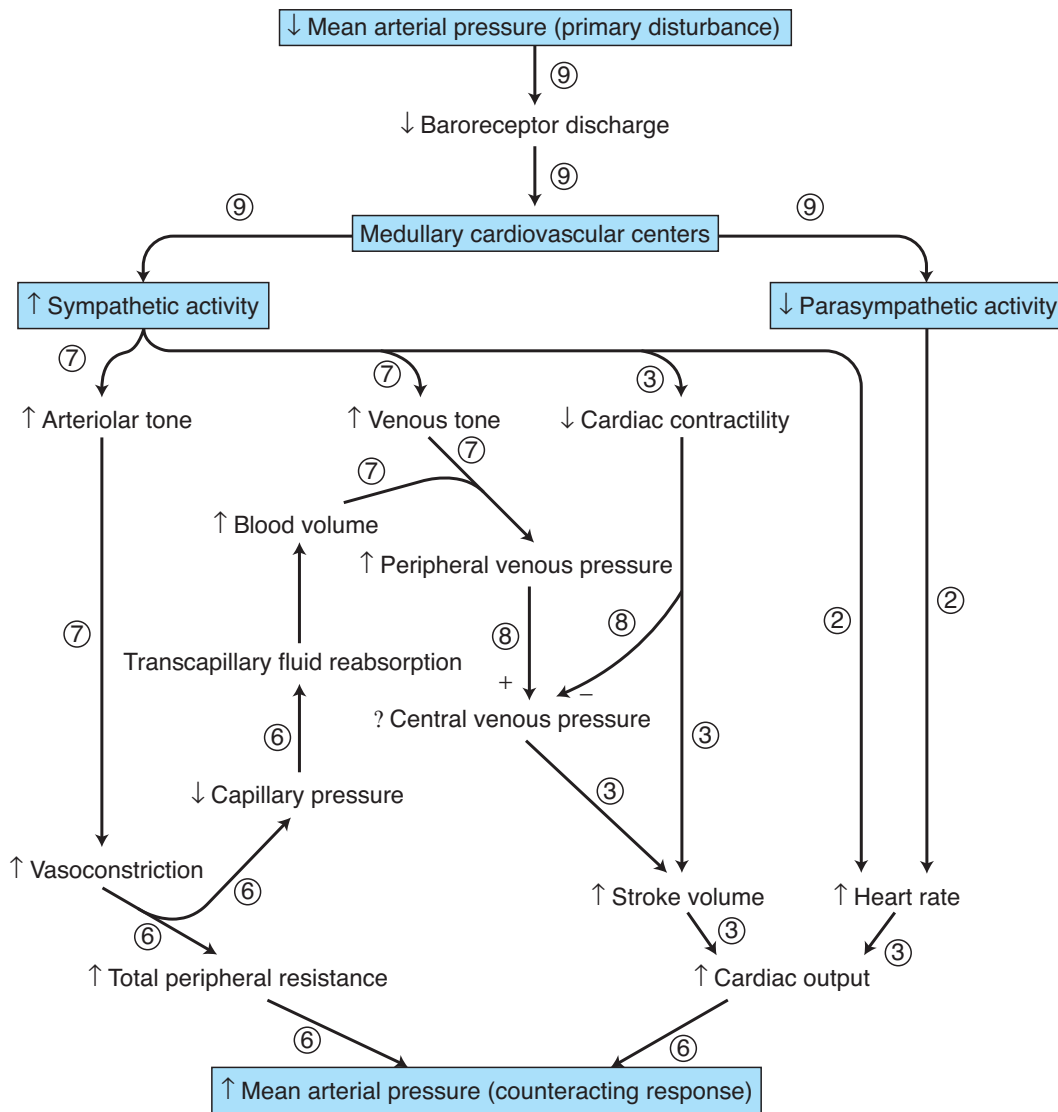 ↓ Mean arterial pressure (primary disturbance)
⑨
↓ Baroreceptor discharge
⑨
⑨
Medullary cardiovascular centers
⑨
↑ Sympathetic activity
↓ Parasympathetic activity
⑦
⑦
③
↑ Arteriolar tone
↑ Venous tone
↓ Cardiac contractility
⑦
⑦
↑ Blood volume
↑ Peripheral venous pressure
⑦
⑧
⑧
②
②
Transcapillary fluid reabsorption
+
–
? Central venous pressure
⑥
③
③
↓ Capillary pressure
↑ Vasoconstriction
⑥
↑ Stroke volume
↑ Heart rate
⑥
③
③
↑ Total peripheral resistance
↑ Cardiac output
⑥
⑥
↑ Mean arterial pressure (counteracting response)